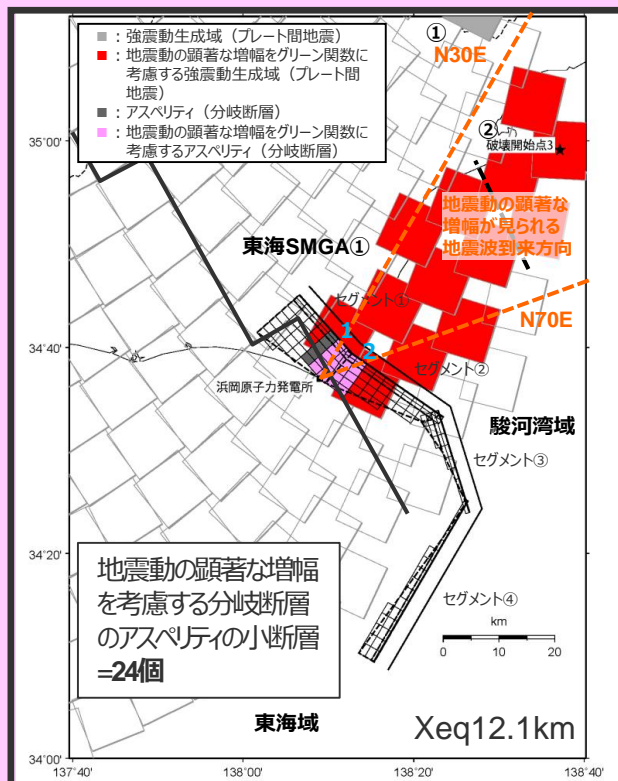 ■：強震動生成域（プレート間地震）
■：地震動の顕著な増幅をグリーン関数に
考慮する強震動生成域（プレート間
地震）
■：アスペリティ（分岐断層）
■：地震動の顕著な増幅をグリーン関数に
考慮するアスペリティ（分岐断層）
①
N30E
②
破壊開始点3
★
35°00'
地震動の顕著な
増幅が見られる
地震波到来方向
東海SMGA①
セグメント①
N70E
1
2
34°40'
セグメント②
浜岡原子力発電所
駿河湾域
セグメント③
34°20'
地震動の顕著な増幅
を考慮する分岐断層
のアスペリティの小断層
=24個
セグメント④
km
0 10 20
東海域
Xeq12.1km
34°00'
137°40'
138°00'
138°20'
138°40'